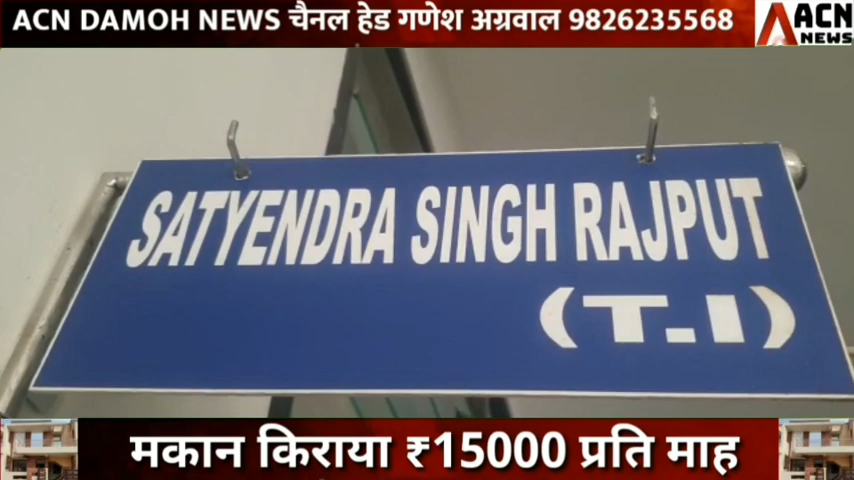 ACN DAMOH NEWS चैनल हेड गणेश अग्रवाल 9826235568
ACN
NEWS
SATYENDRA SINGH RAJPUT
(T.I)
मकान किराया ₹15000 प्रति माह